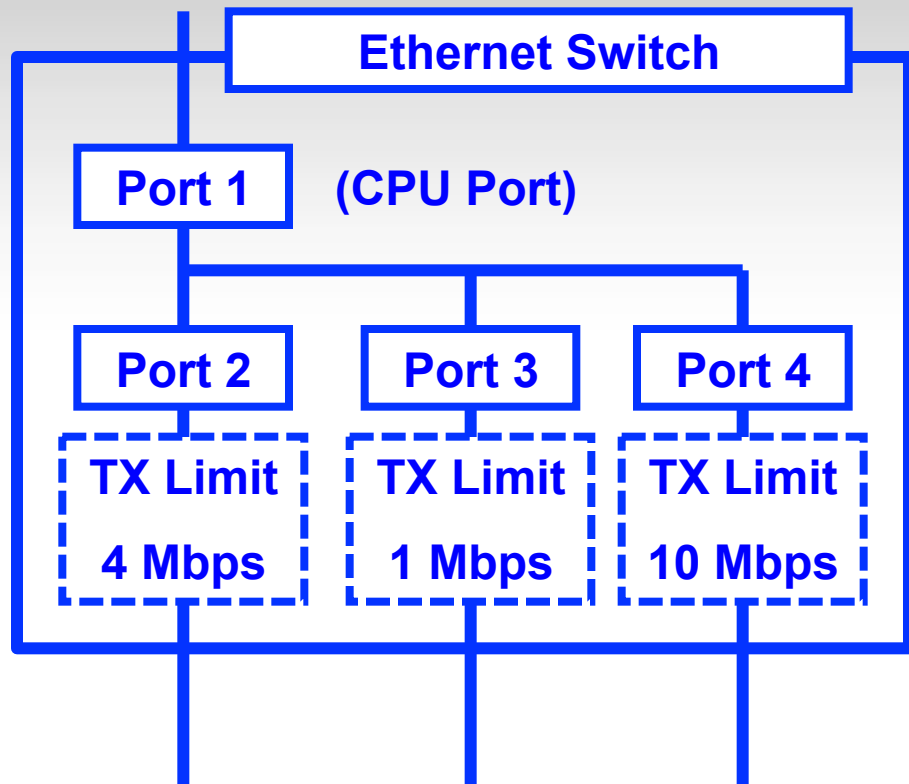 Ethernet Switch
Port 1
(CPU Port)
Port 2
Port 3
Port 4
TX Limit
4 Mbps
TX Limit
1 Mbps
TX Limit
10 Mbps